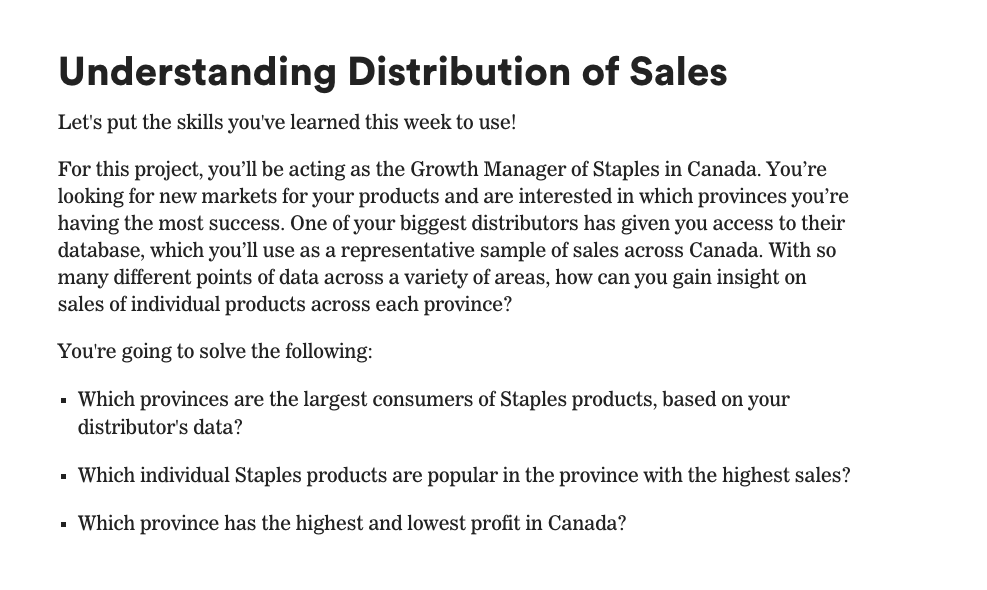 Understanding Distribution of Sales
Let's put the skills you've learned this week to use!
For this project, you’ll be acting as the Growth Manager of Staples in Canada. You’re
looking for new markets for your products and are interested in which provinces you’re
having the most success. One of your biggest distributors has given you access to their
database, which you’ll use as a representative sample of sales across Canada. With so
many different points of data across a variety of areas, how can you gain insight on
sales of individual products across each province?
You're going to solve the following:
▪ Which provinces are the largest consumers of Staples products, based on your
distributor's data?
▪ Which individual Staples products are popular in the province with the highest sales?
▪ Which province has the highest and lowest profit in Canada?